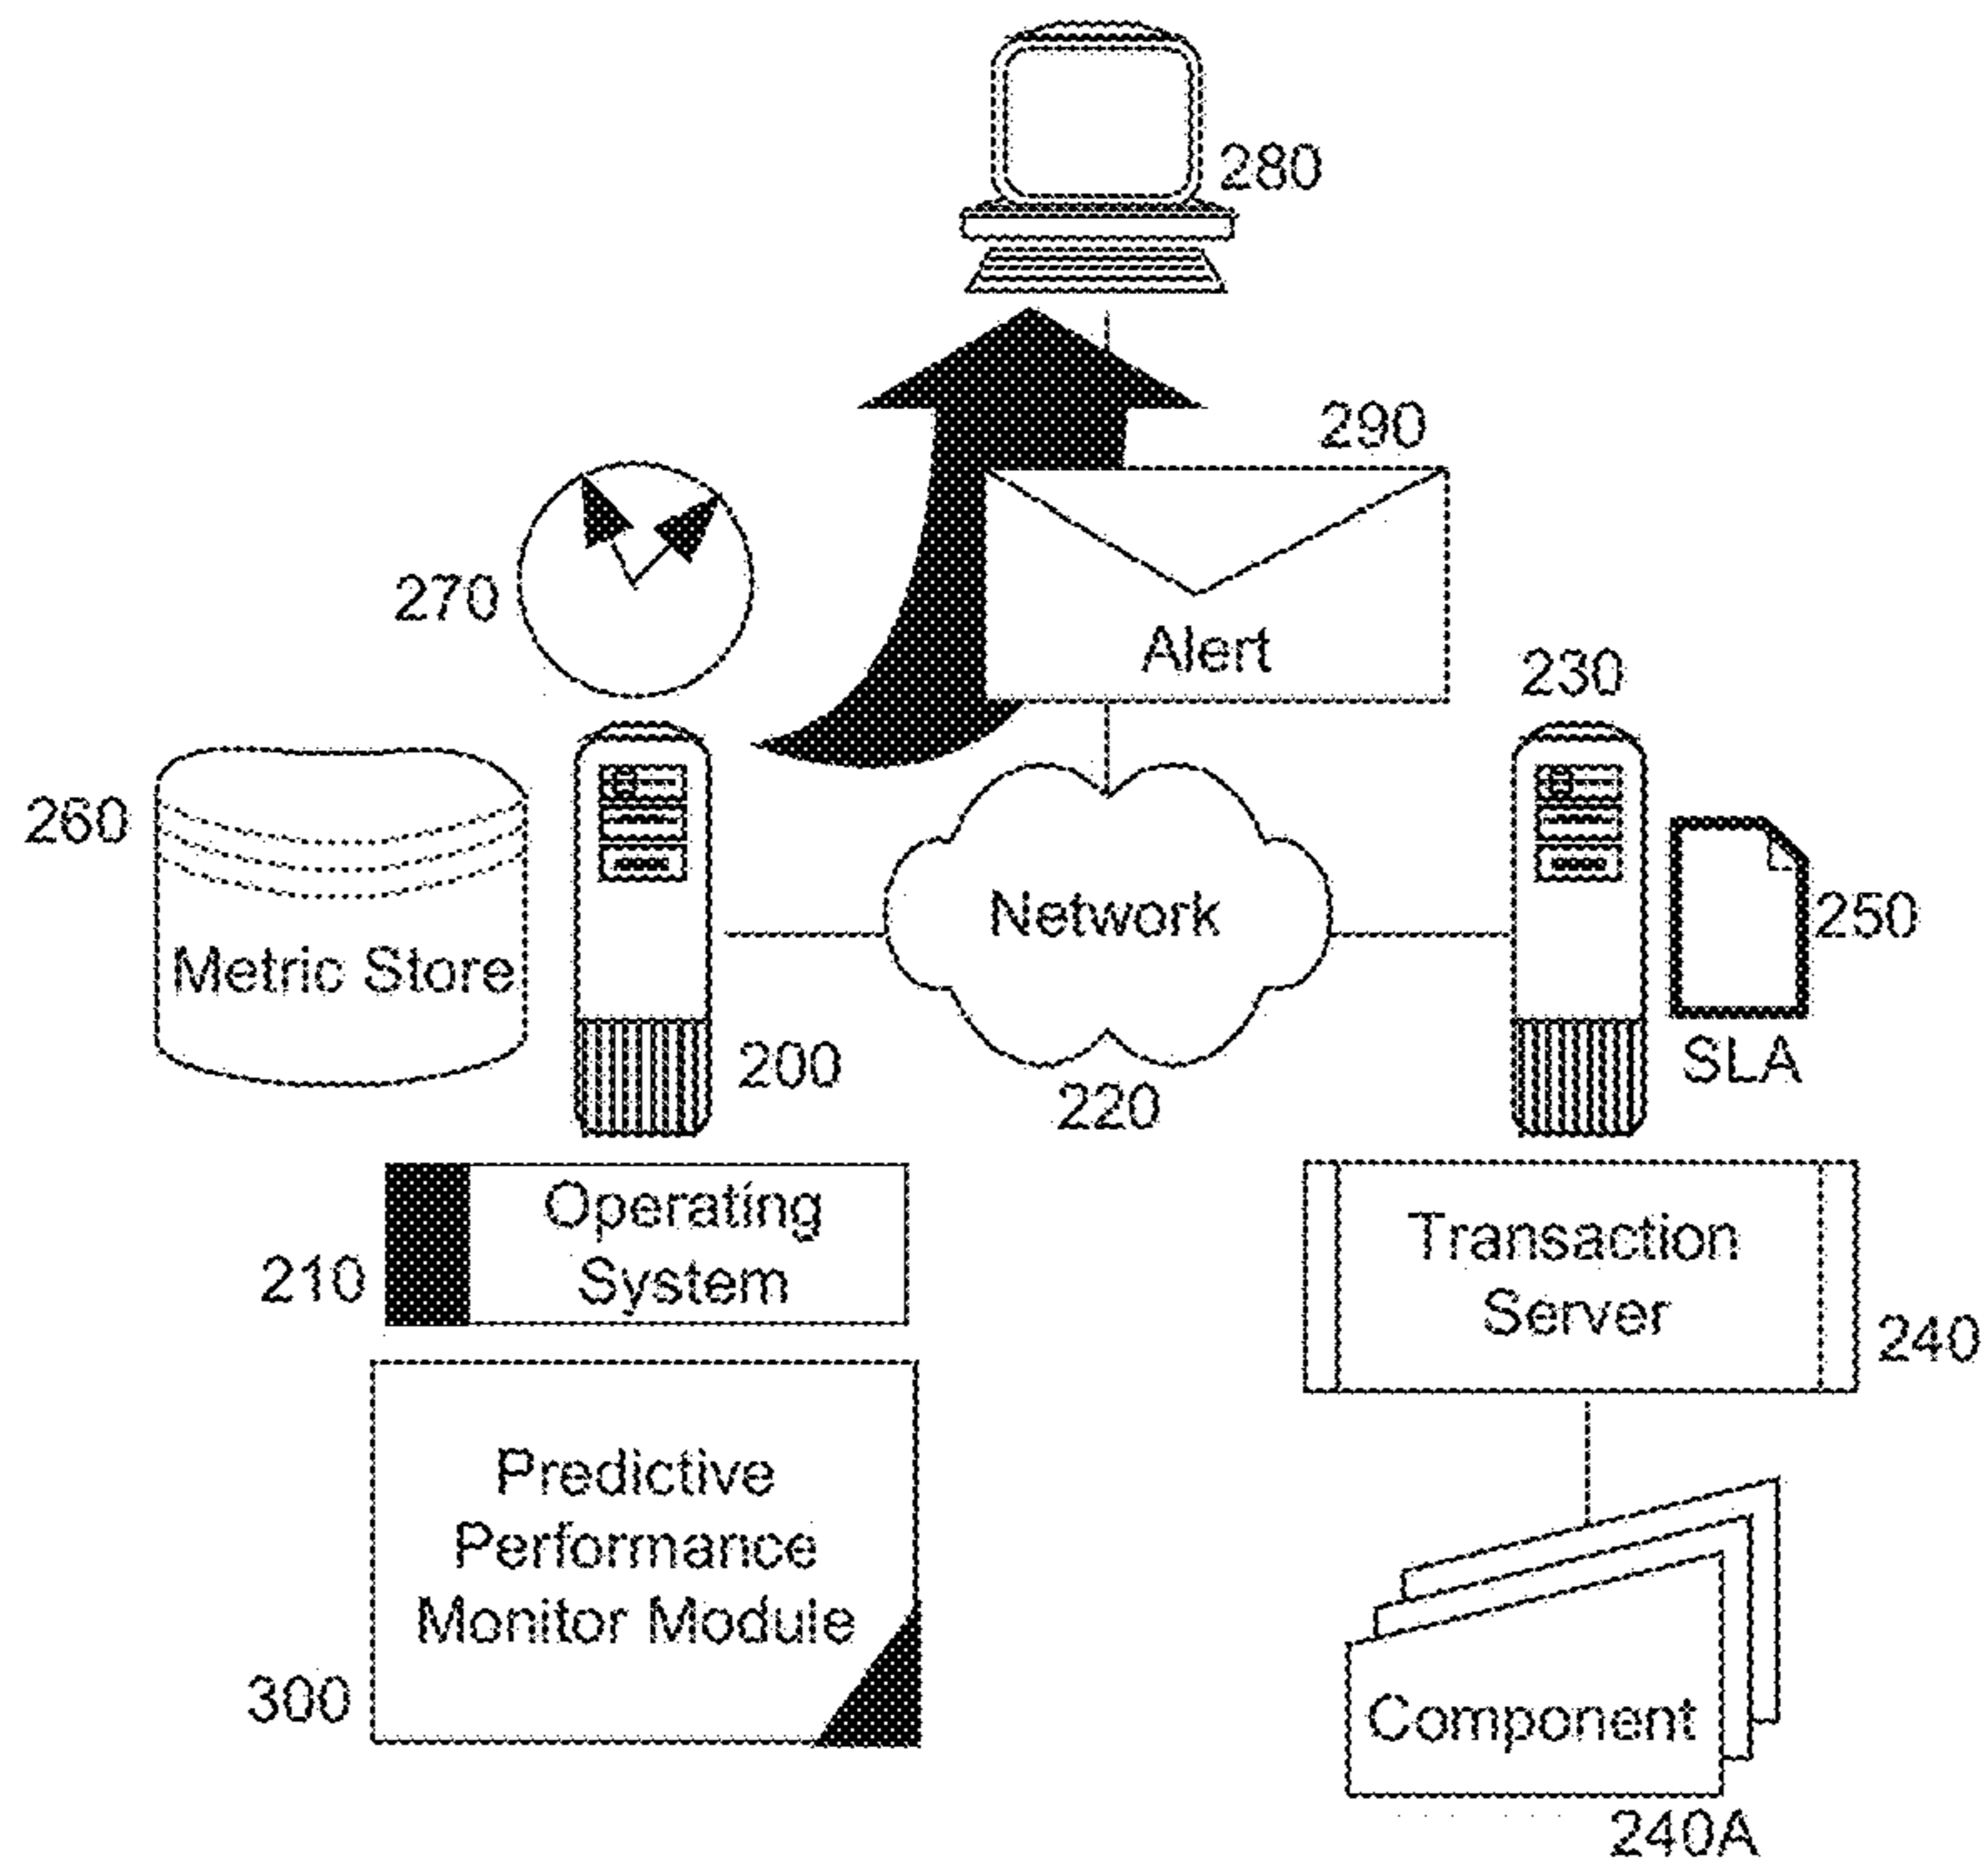 280
290
270
Alert
230
260
Metric Store
Network
250
200
220
SLA
Operating
System
210
Transaction
Server
240
Predictive
Performance
Monitor Module
300
Component
240A